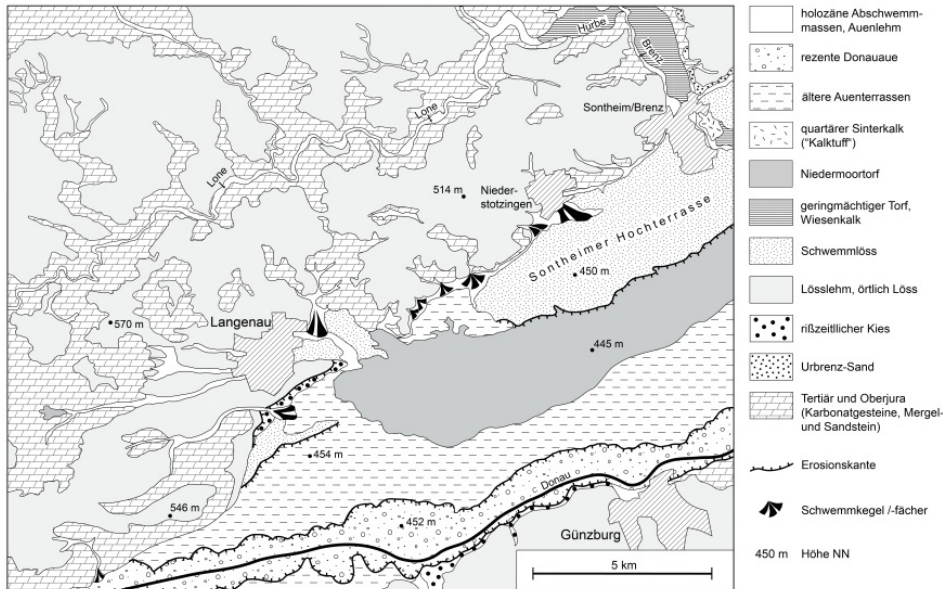 Hürbe
Brenz
Sontheim/Brenz
Lone
Lone
514 m
Nieder-
stotzingen
Sontheimer Hochterrasse
450 m
570 m
Langenau
445 m
454 m
Donau
546 m
452 m
Günzburg
5 km
holozäne Abschwemm-
massen, Auenlehm
rezente Donauaue
ältere Auenterrassen
quartärer Sinterkalk
("Kalktuff")
Niedermoortorf
geringmächtiger Torf,
Wiesenkalk
Schwemmlöss
Lösslehm, örtlich Löss
rißzeitlicher Kies
Urbrenz-Sand
Tertiär und Oberjura
(Karbonatgesteine, Mergel-
und Sandstein)
Erosionskante
Schwemmkegel /-fächer
450 m
Höhe NN